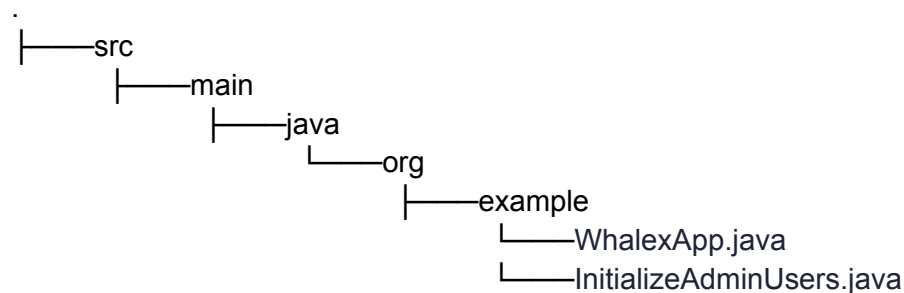 .
├────src
├────main
├────java
└────org
├────example
└────WhalexApp.java
└────InitializeAdminUsers.java